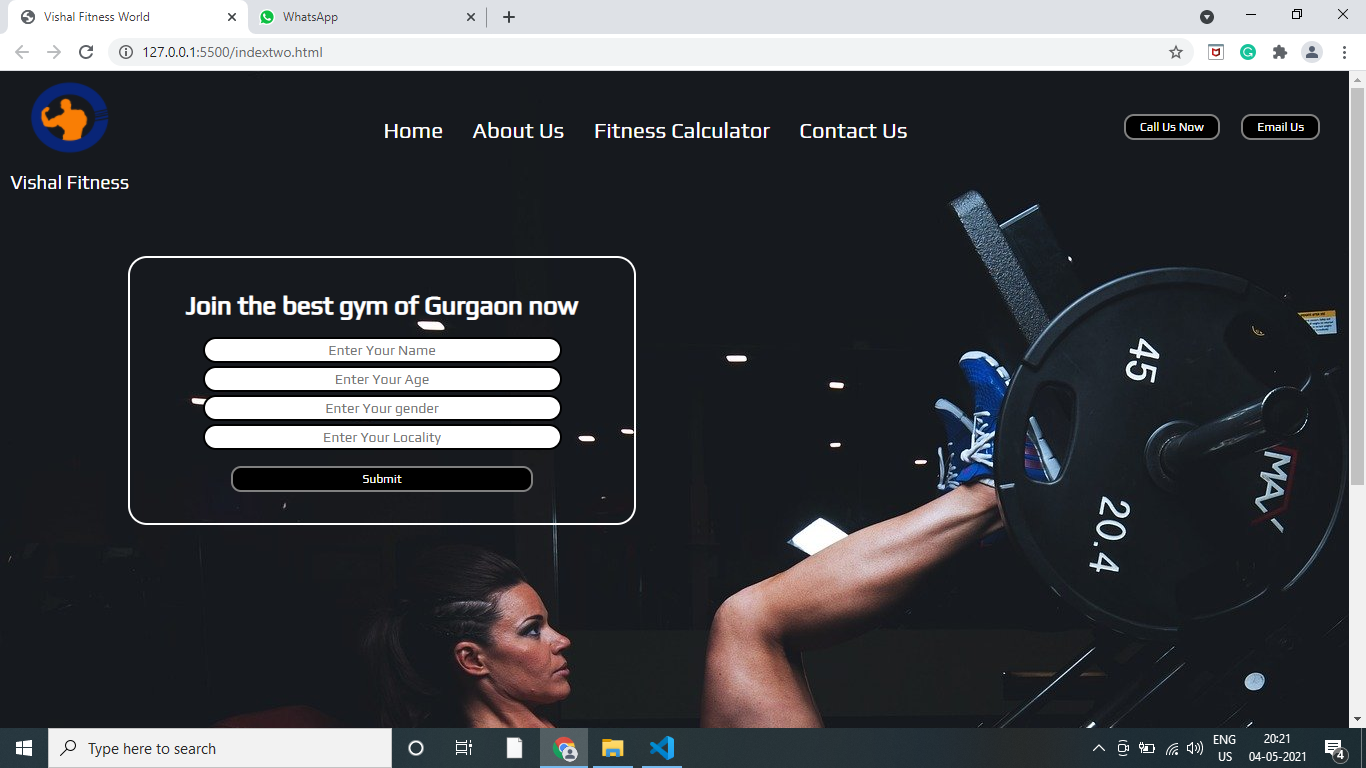 Vishal Fitness World
WhatsApp
127.0.0.1:5500/indextwo.html
Home About Us Fitness Calculator Contact Us
Call Us Now Email Us
Vishal Fitness
Join the best gym of Gurgaon now
Enter Your Name
Enter Your Age
Enter Your gender
Enter Your Locality
Submit
45
20.4
MAX
Type here to search
ENG
US
20:21
04-05-2021
4